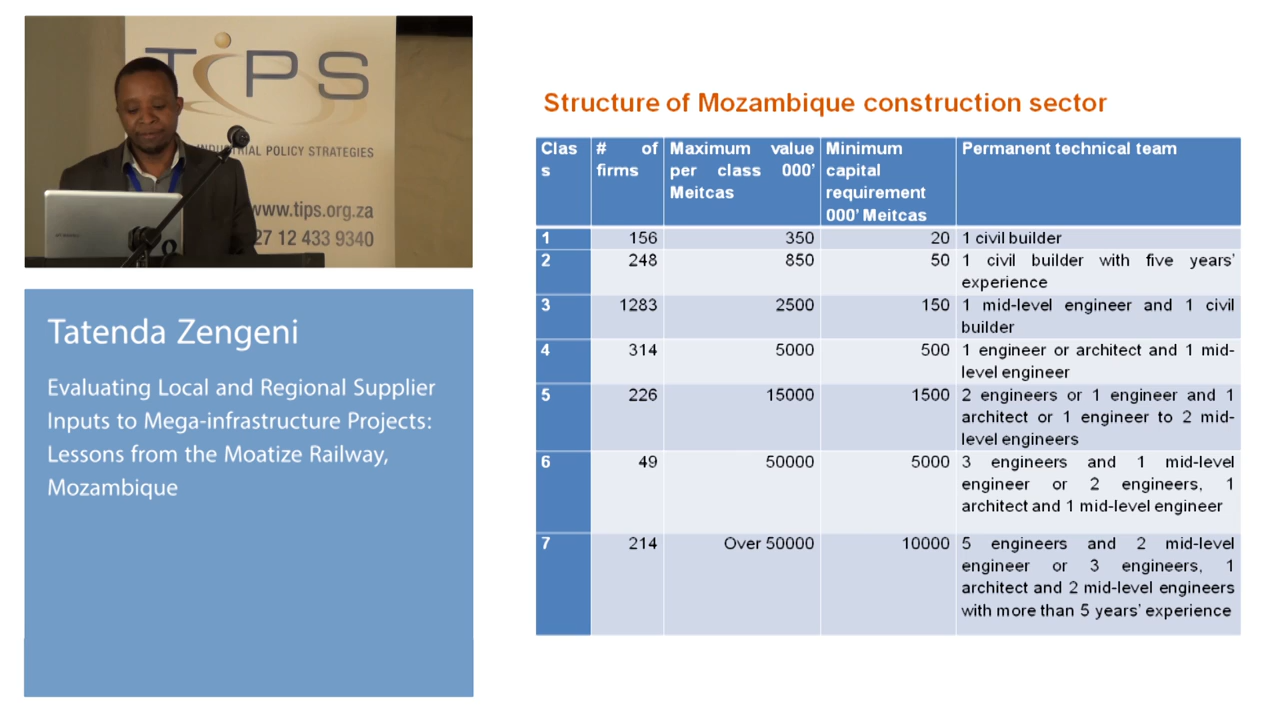 TiPS
INDUSTRIAL POLICY STRATEGIES
www.tips.org.za
27 12 433 9340
Tatenda Zengeni
Evaluating Local and Regional Supplier
Inputs to Mega-infrastructure Projects:
Lessons from the Moatize Railway,
Mozambique
Structure of Mozambique construction sector
Clas
s
# of
firms
Maximum value
per class 000’
Meitcas
Minimum
capital
requirement
000’ Meitcas
Permanent technical team
1 156 350 20 1 civil builder
2 248 850 50 1 civil builder with five years’
experience
3 1283 2500 150 1 mid-level engineer and 1 civil
builder
4 314 5000 500 1 engineer or architect and 1 mid-
level engineer
5 226 15000 1500 2 engineers or 1 engineer and 1
architect or 1 engineer to 2 mid-
level engineers
6 49 50000 5000 3 engineers and 1 mid-level
engineer or 2 engineers, 1
architect and 1 mid-level engineer
7 214 Over 50000 10000 5 engineers and 2 mid-level
engineer or 3 engineers, 1
architect and 2 mid-level engineers
with more than 5 years’ experience